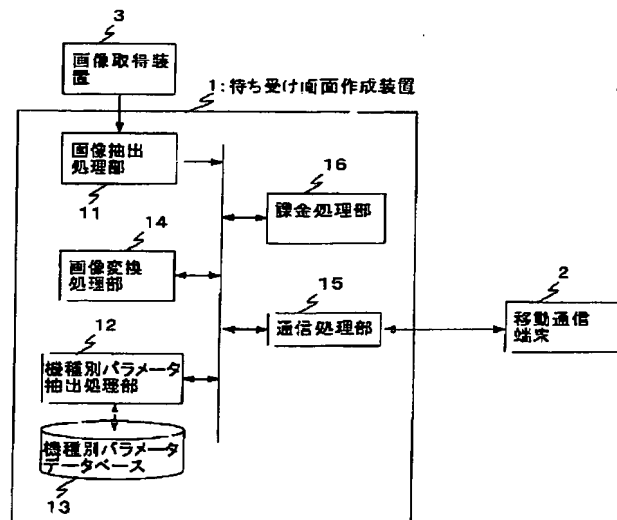 3
画像取得装
置
1:待ち受け画面作成装置
画像抽出
処理部
11
16
課金処理部
14
画像変換
処理部
15
通信処理部
2
移動通信
端末
12
機種別パラメータ
抽出処理部
機種別パラメータ
データベース
13